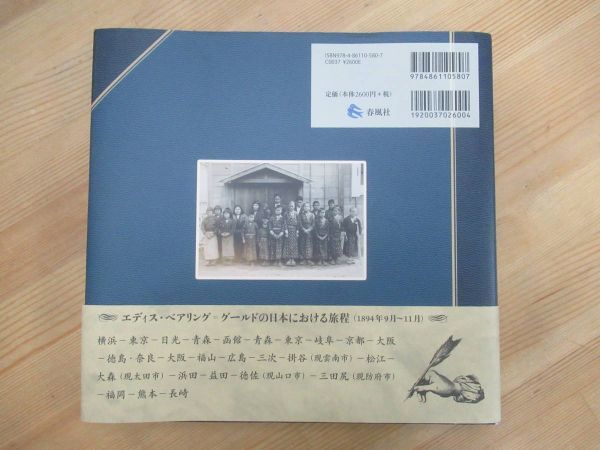 ISBN978-4-86110-580-7
C0037 ¥2600E
定価(本体2600円+税)
春風社
9784861105807
1920037026004
エディス・ベアリング=グールドの日本における旅程(1894年9月~11月)
横浜-東京-日光-青森-函館-青森-東京-岐阜-京都-大阪
-徳島・奈良-大阪-福山-広島-三次-掛谷(現雲南市)-松江-
大森(現太田市)-浜田-益田-徳佐(現山口市)-三田尻(現防府市)
-福岡-熊本-長崎